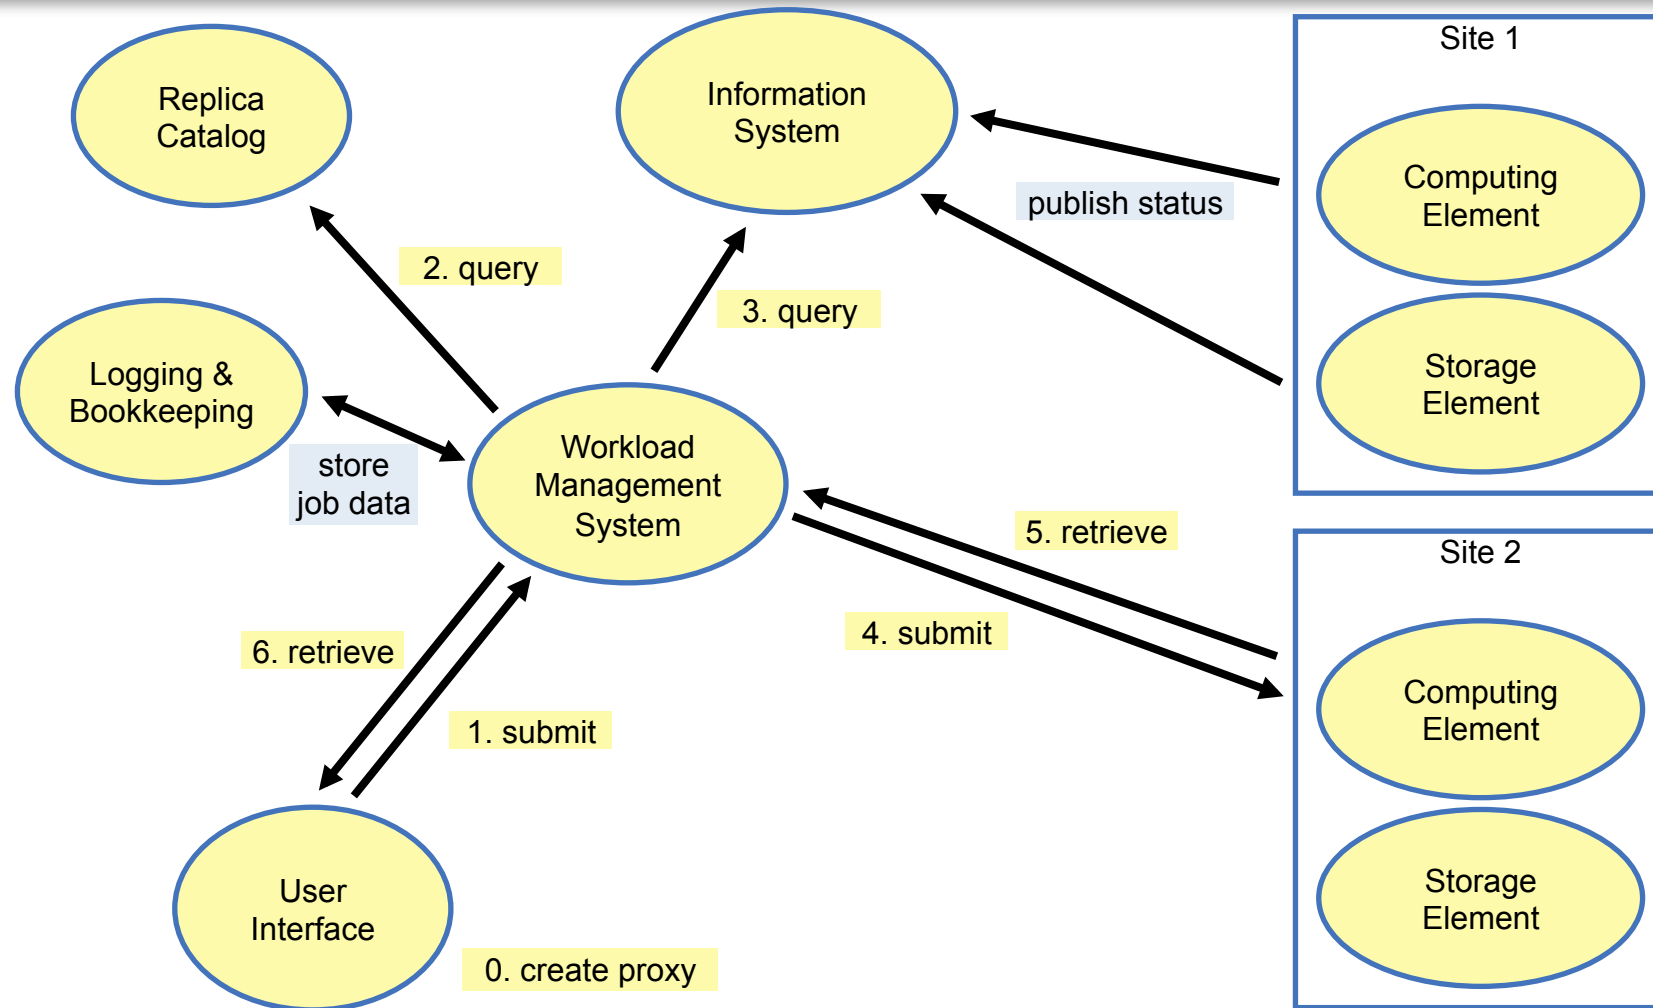 Replica
Catalog
Information
System
Site 1
Computing
Element
publish status
2. query
3. query
Storage
Element
Logging &
Bookkeeping
store
job data
Workload
Management
System
5. retrieve
4. submit
Site 2
Computing
Element
6. retrieve
1. submit
Storage
Element
User
Interface
0. create proxy